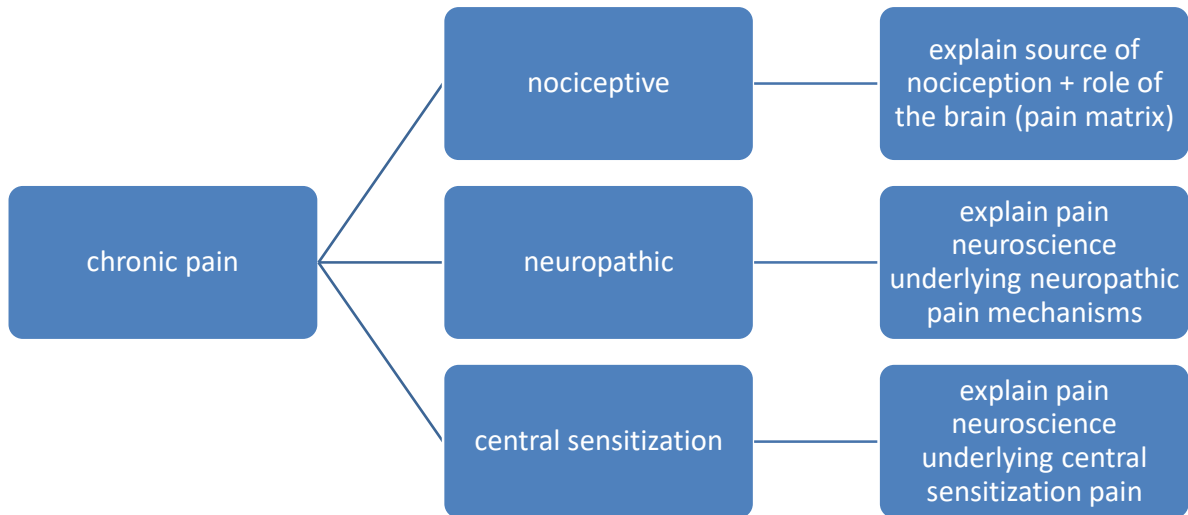 chronic pain
nociceptive
explain source of
nociception + role of
the brain (pain matrix)
neuropathic
explain pain
neuroscience
underlying neuropathic
pain mechanisms
central sensitization
explain pain
neuroscience
underlying central
sensitization pain